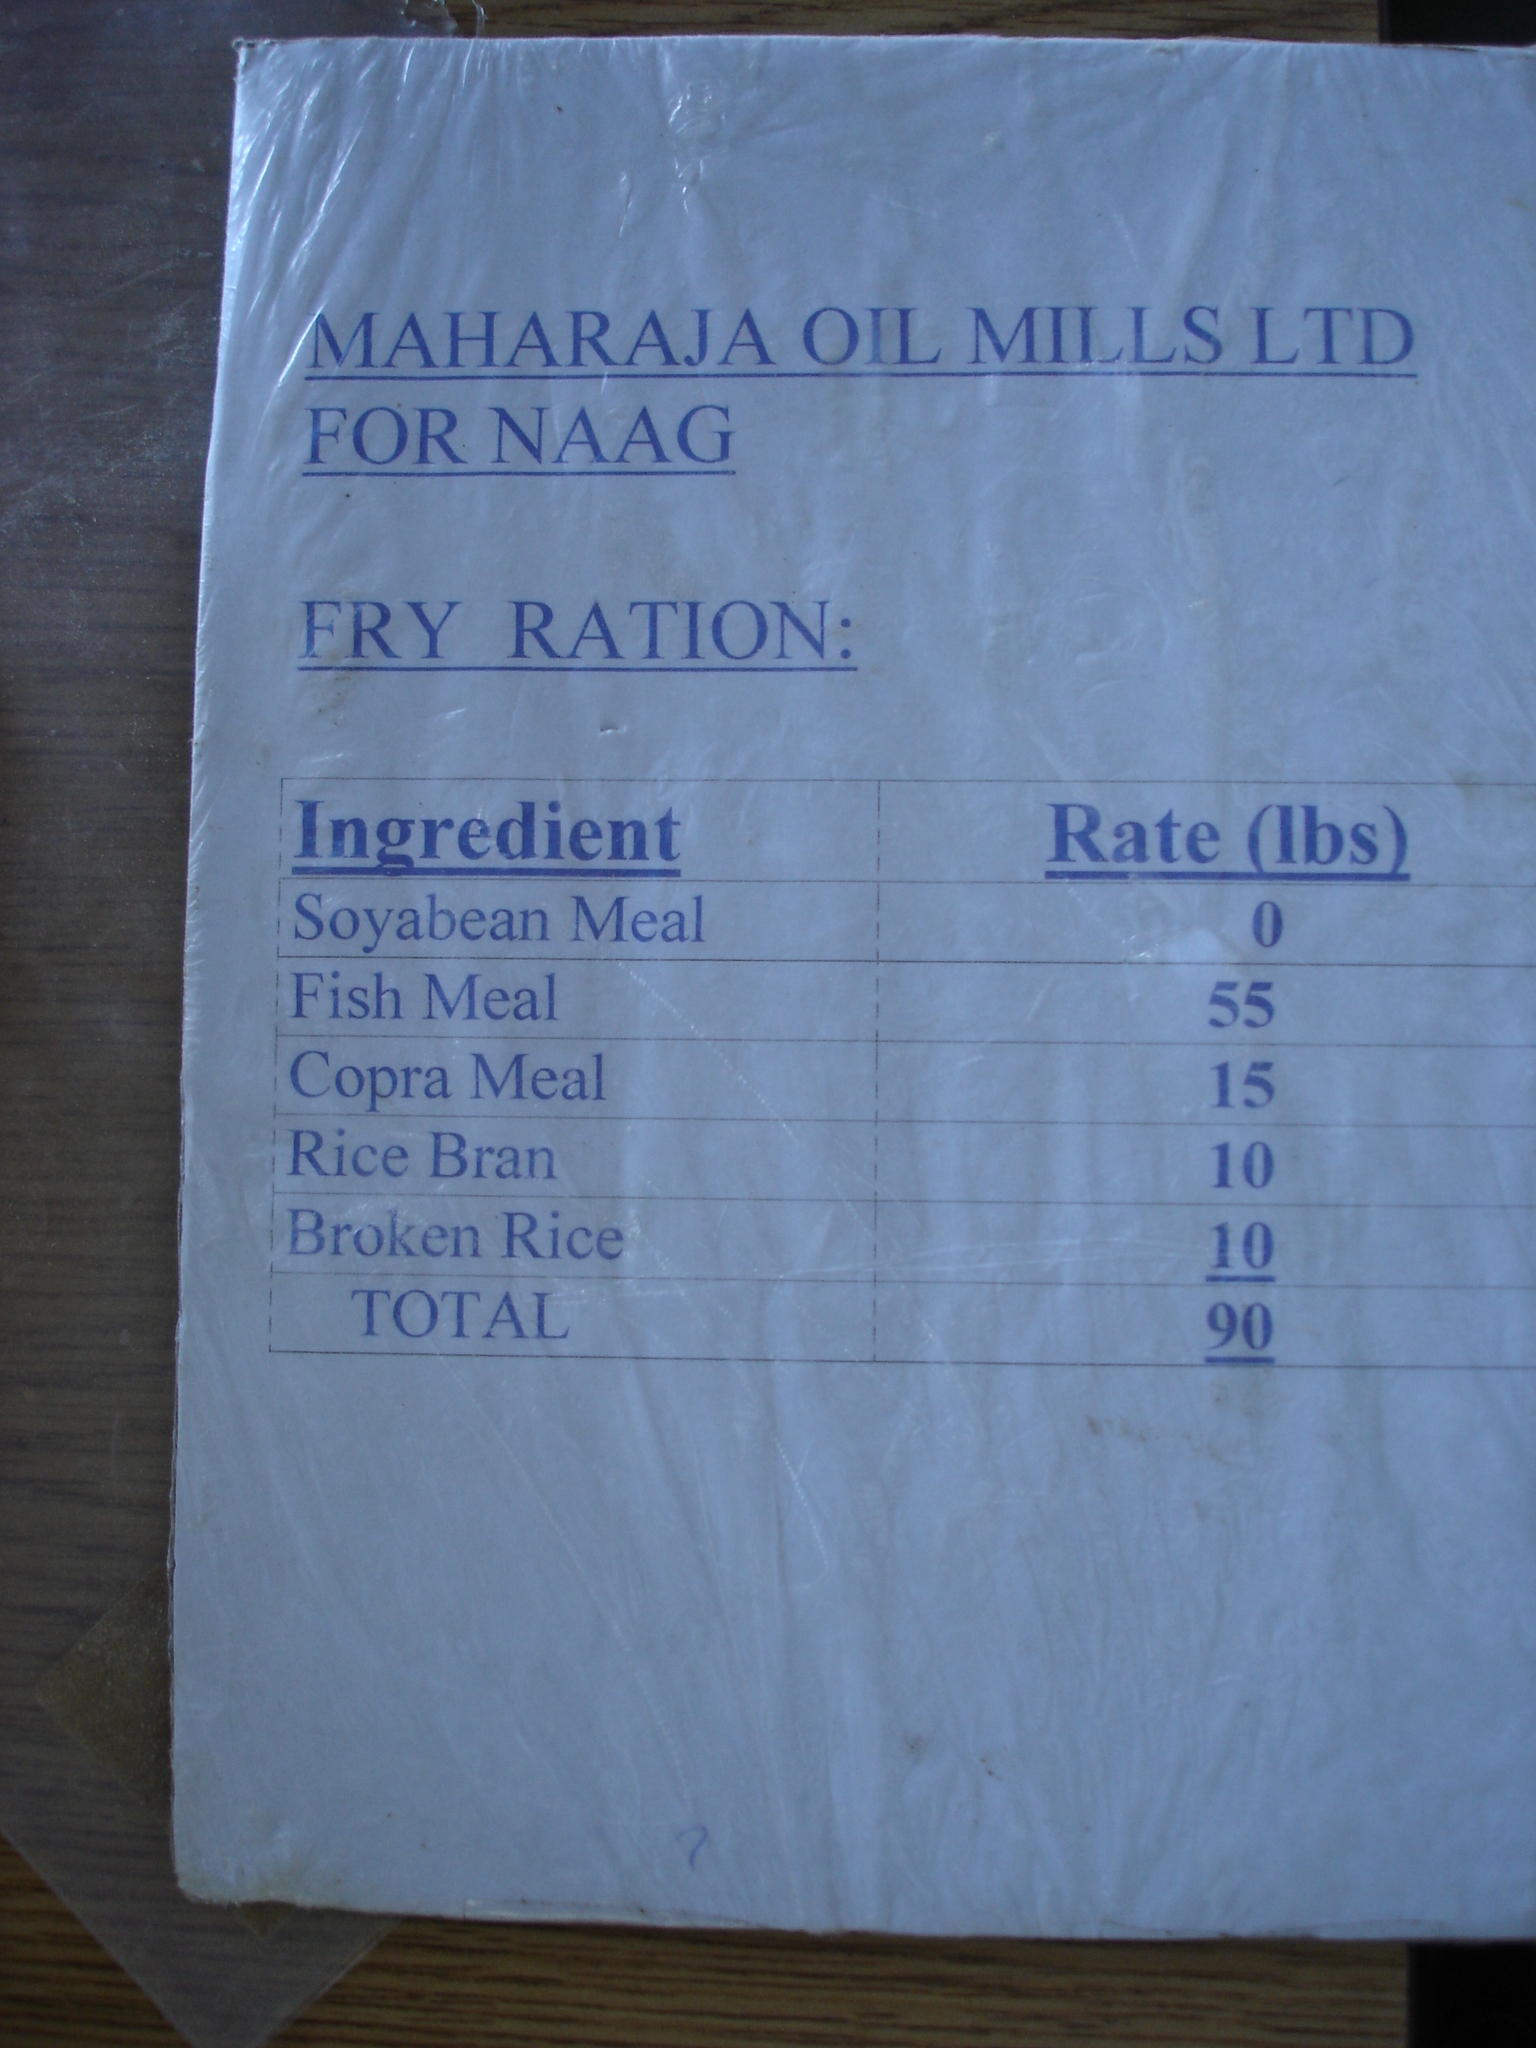 MAHARAJA OIL MILLS LTD
FOR NAAG
FRY RATION:
Ingredient Rate (lbs)
Soyabean Meal 0
Fish Meal 55
Copra Meal 15
Rice Bran 10
Broken Rice 10
TOTAL 90
?